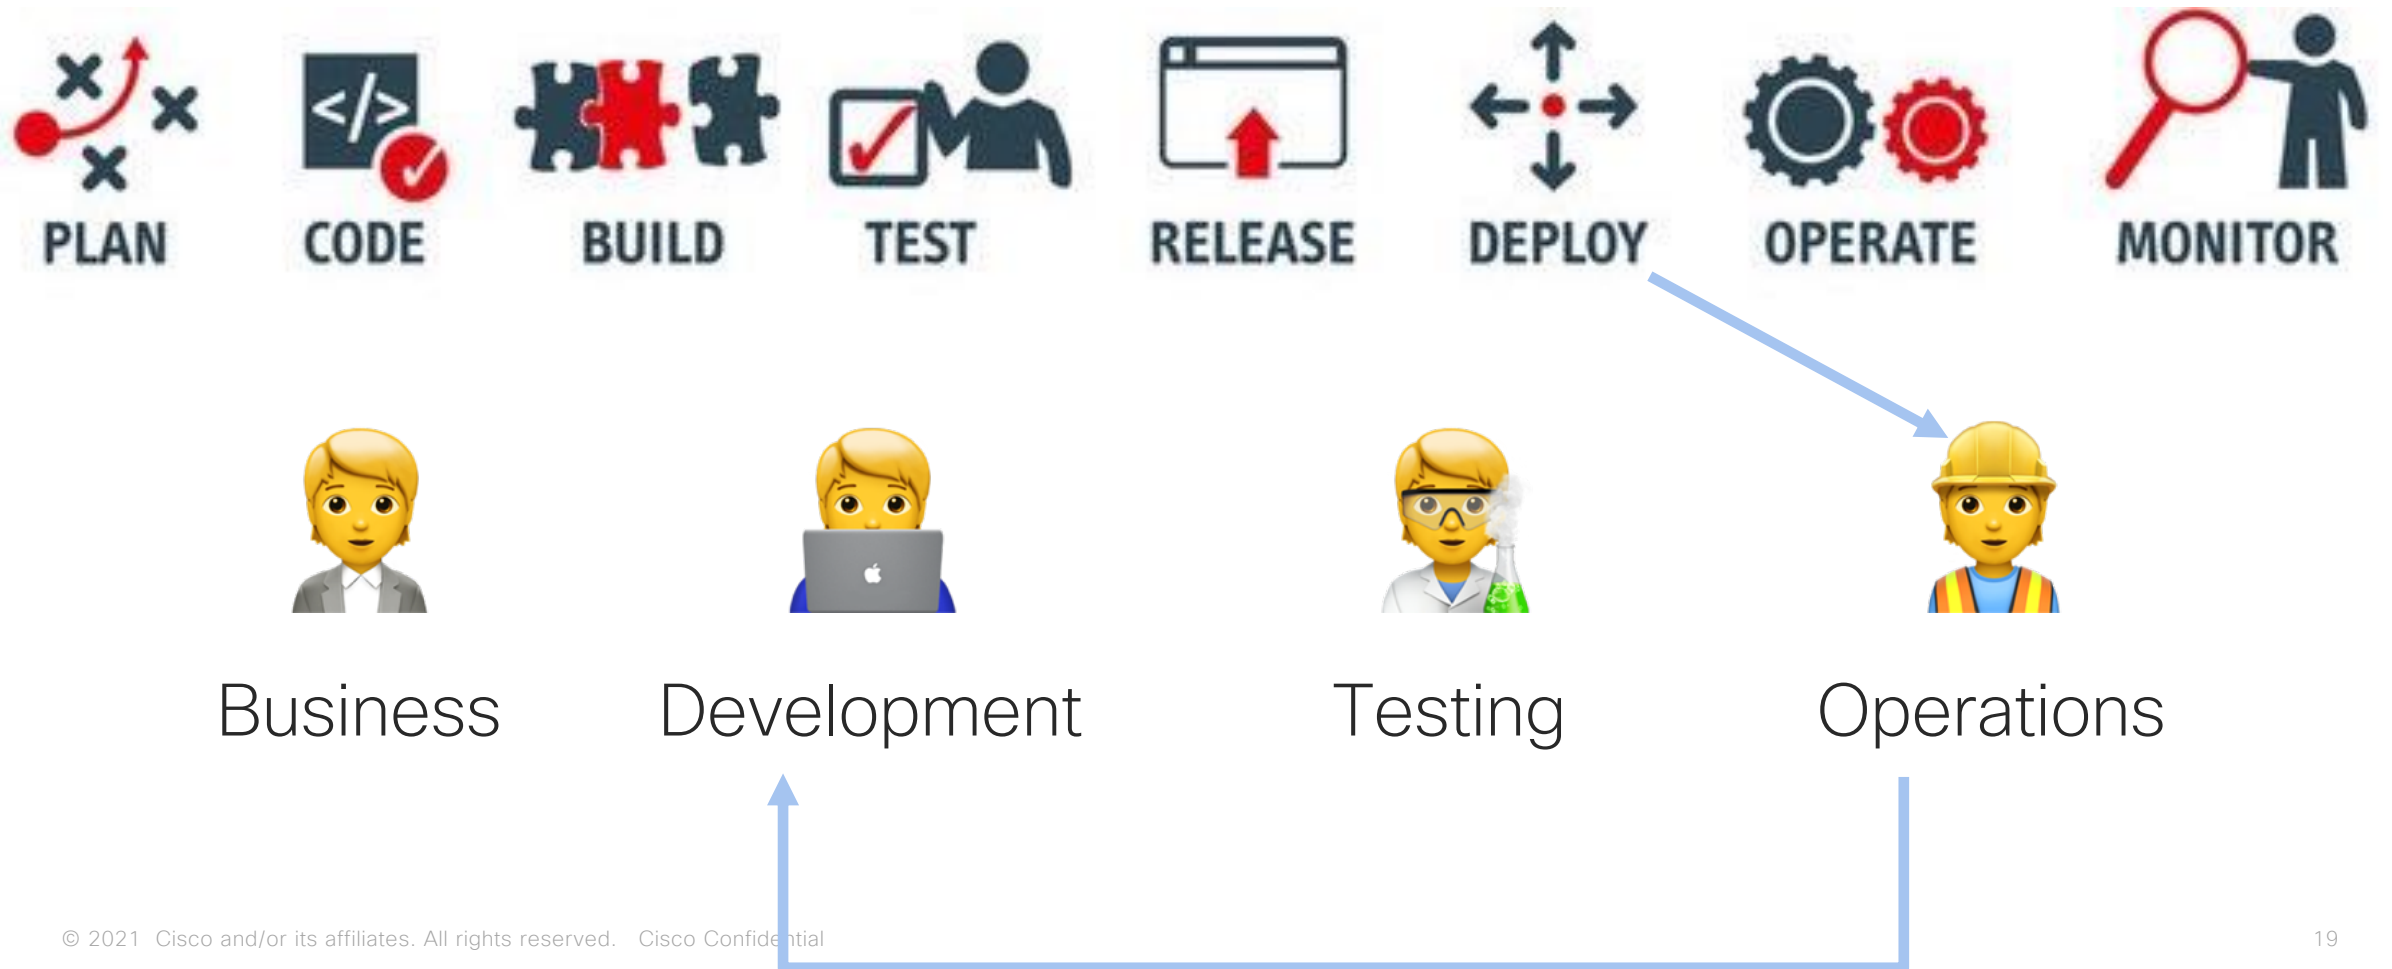 </>
PLAN CODE BUILD TEST RELEASE DEPLOY OPERATE MONITOR
Business Development Testing Operations
© 2021 Cisco and/or its affiliates. All rights reserved. Cisco Confidential 19